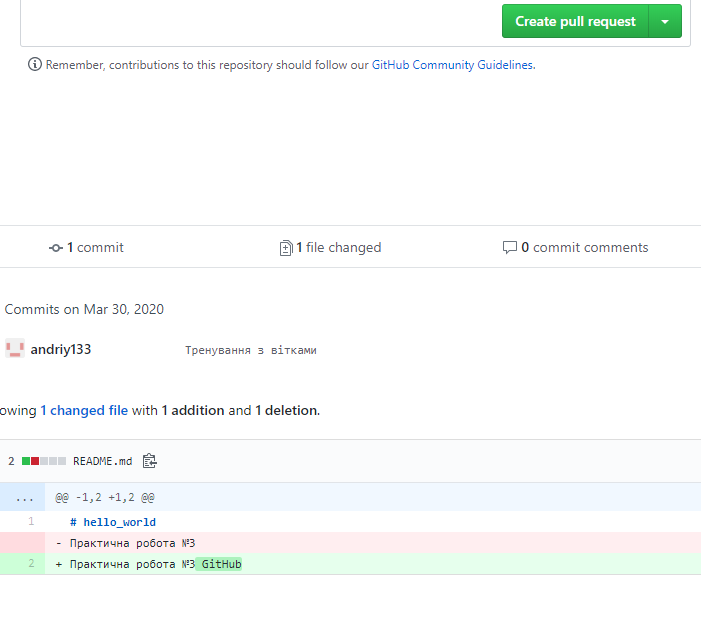 Create pull request
Remember, contributions to this repository should follow our GitHub Community Guidelines.
1 commit
1 file changed
0 commit comments
Commits on Mar 30, 2020
andriy133
Тренування з вітками
owing 1 changed file with 1 addition and 1 deletion.
2 README.md
... @@ -1,2 +1,2 @@
1 # hello_world
- Практична робота №3
2 + Практична робота №3 GitHub